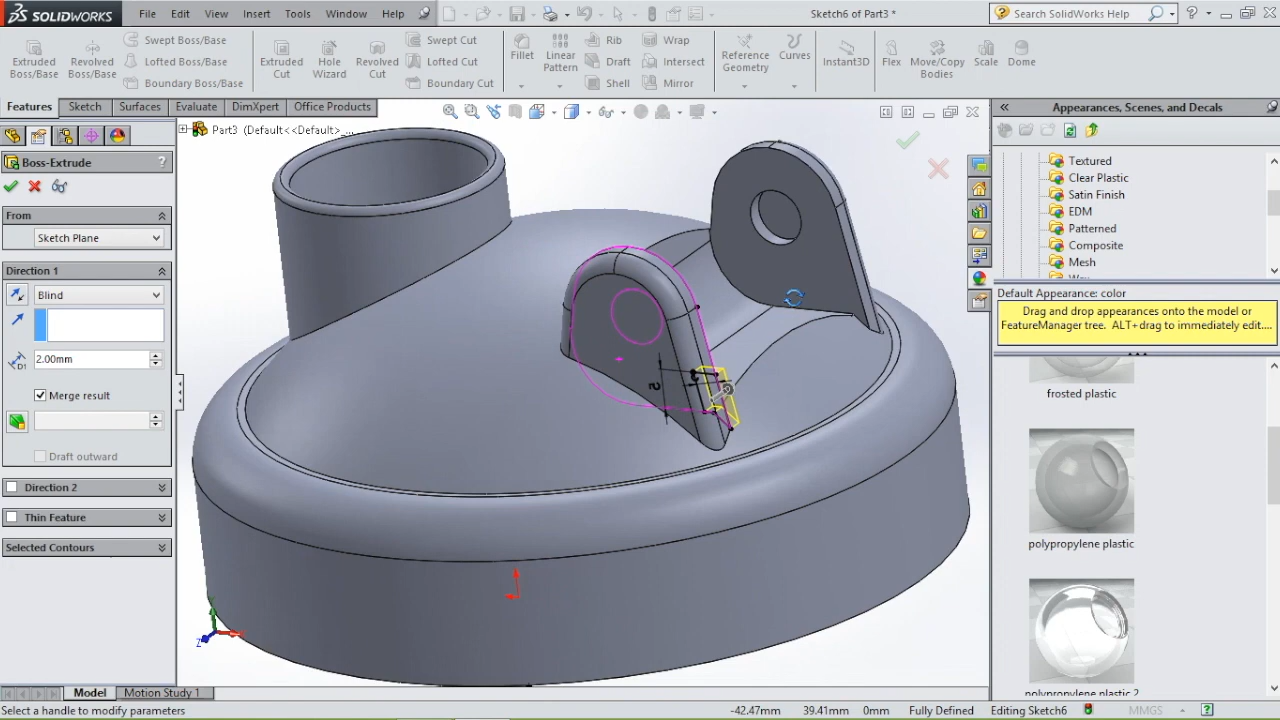 SOLIDWORKS
File Edit View Insert Tools Window Help
Sketch6 of Part3 *
Search SolidWorks Help
Extruded Boss/Base
Revolved Boss/Base
Swept Boss/Base
Lofted Boss/Base
Boundary Boss/Base
Extruded Cut
Hole Wizard
Revolved Cut
Swept Cut
Lofted Cut
Boundary Cut
Fillet
Linear Pattern
Rib
Draft
Shell
Wrap
Intersect
Mirror
Reference Geometry
Curves
Instant3D
Flex
Move/Copy Bodies
Scale
Dome
Features Sketch Surfaces Evaluate DimXpert Office Products
Part3 (Default<<Default>_...
Boss-Extrude
?
From
Sketch Plane
Direction 1
Blind
D1
2.00mm
Merge result
Draft outward
Direction 2
Thin Feature
Selected Contours
5
Y
Z
Appearances, Scenes, and Decals
Textured
Clear Plastic
Satin Finish
EDM
Patterned
Composite
Mesh
Default Appearance: color
Drag and drop appearances onto the model or
FeatureManager tree. ALT+drag to immediately edit....
frosted plastic
polypropylene plastic
polypropylene plastic 2
Model Motion Study 1
Select a handle to modify parameters
-42.47mm 39.41mm 0mm Fully Defined Editing Sketch6 MMGS